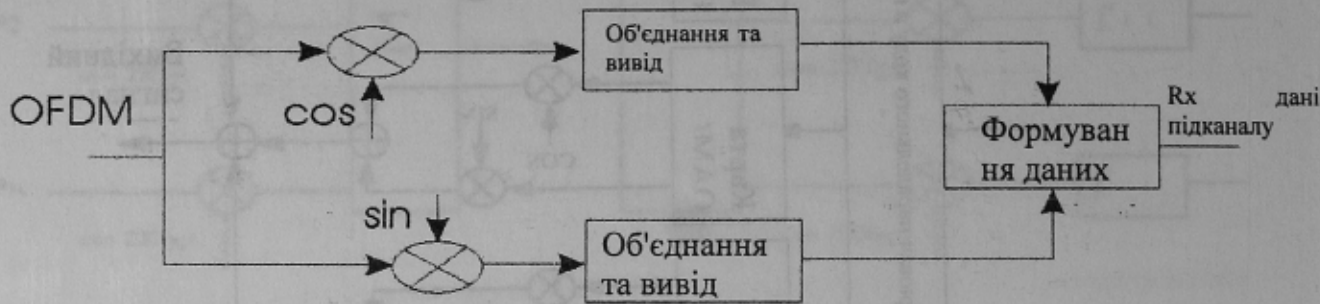 Об'єднання та
вивід
OFDM
cos
Rx дані
підканалу
Формуван
ня даних
sin
Об'єднання
та вивід